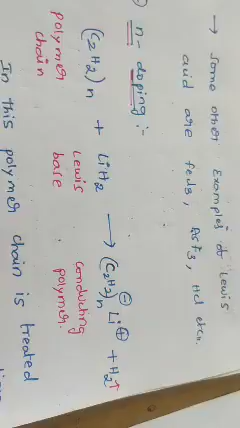 → Some other Examples of Lewis
acid are FeCl3, AsF3, HCl etc.
n-doping :-
(C2H2)n + LiH2 → (C2H2)n⊖ Li⊕ + H2↑
polymer chain
Lewis base
conducting polymer.
In this polymer chain is treated